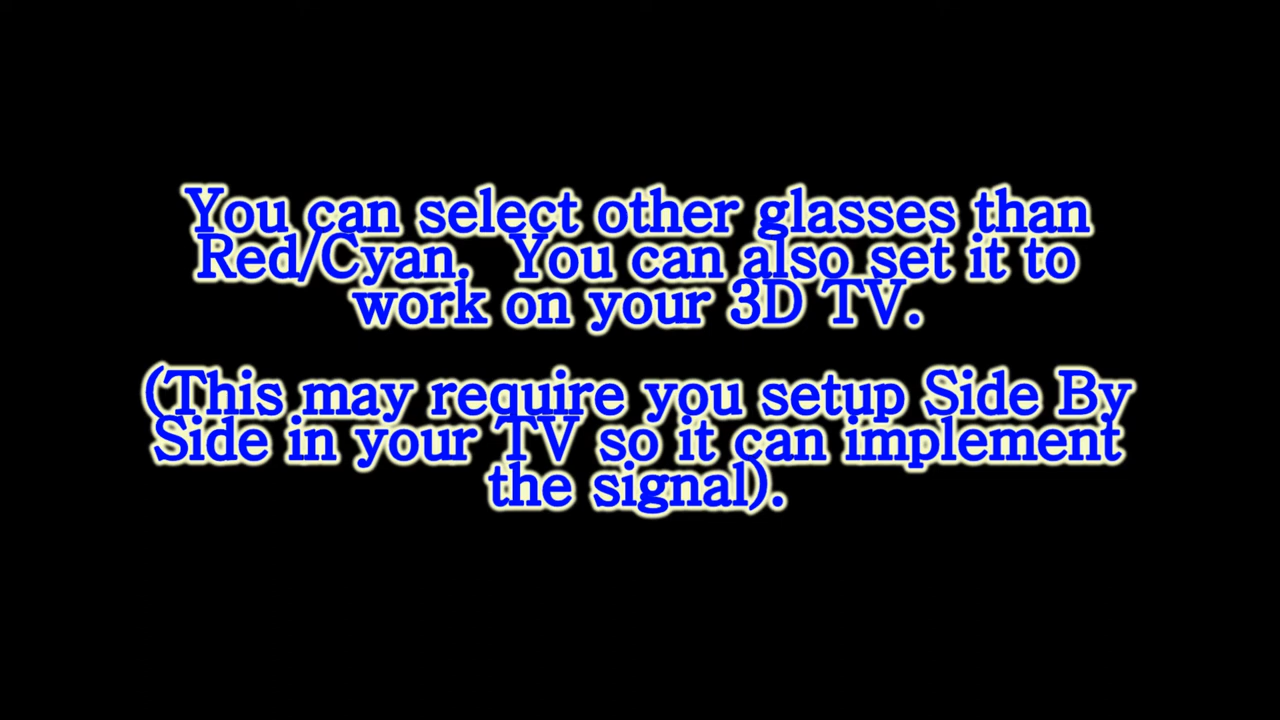 You can select other glasses than
Red/Cyan.  You can also set it to
work on your 3D TV.
(This may require you setup Side By
Side in your TV so it can implement
the signal).